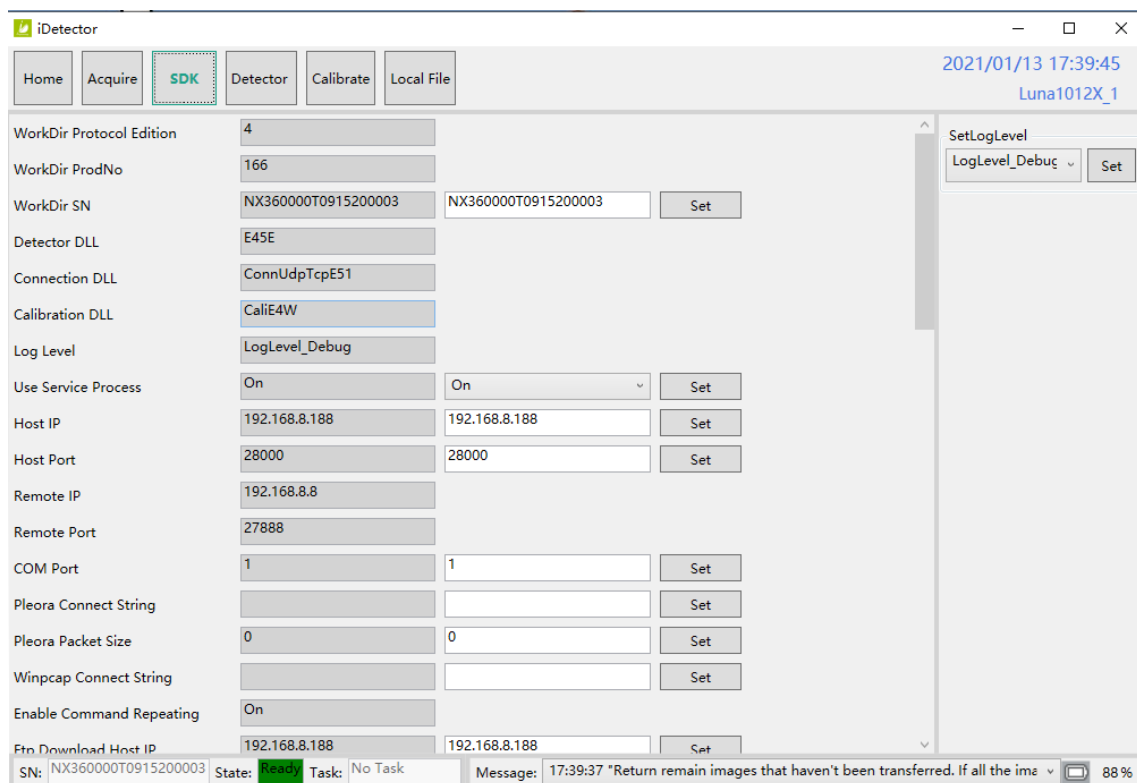 iDetector
Home Acquire SDK Detector Calibrate Local File
2021/01/13 17:39:45
Luna1012X_1
WorkDir Protocol Edition 4
WorkDir ProdNo 166
WorkDir SN NX360000T0915200003 NX360000T0915200003 Set
Detector DLL E45E
Connection DLL ConnUdpTcpE51
Calibration DLL CaliE4W
Log Level LogLevel_Debug
Use Service Process On On Set
Host IP 192.168.8.188 192.168.8.188 Set
Host Port 28000 28000 Set
Remote IP 192.168.8.8
Remote Port 27888
COM Port 1 1 Set
Pleora Connect String Set
Pleora Packet Size 0 0 Set
Winpcap Connect String Set
Enable Command Repeating On
Ftp Download Host IP 192.168.8.188 192.168.8.188 Set
SetLogLevel
LogLevel_Debug Set
SN: NX360000T0915200003 State: Ready Task: No Task Message: 17:39:37 "Return remain images that haven't been transferred. If all the ima 88%